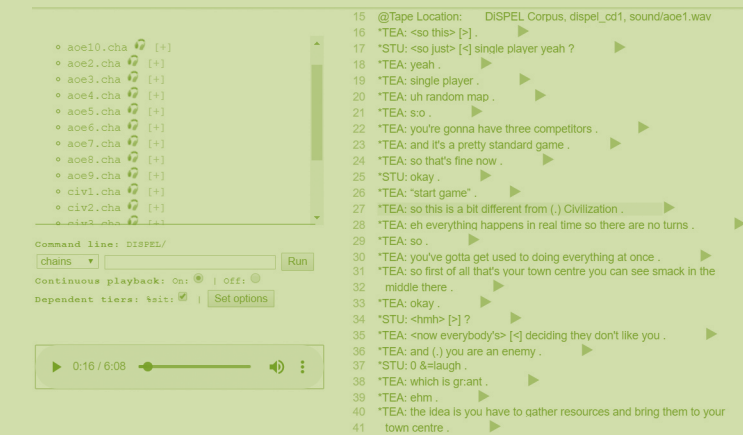 aoe10.cha [+]
aoe2.cha [+]
aoe3.cha [+]
aoe4.cha [+]
aoe5.cha [+]
aoe6.cha [+]
aoe7.cha [+]
aoe8.cha [+]
aoe9.cha [+]
civ1.cha [+]
civ2.cha [+]
civ3.cha [+]
Command line: DISPEL/
chains Run
Continuous playback: On: | Off:
Dependent tiers: %sit: | Set options
0:16 / 6:08
15 @Tape Location: DiSPEL Corpus, dispel_cd1, sound/aoe1.wav
16 *TEA: <so this> [>] .
17 *STU: <so just> [<] single player yeah ?
18 *TEA: yeah .
19 *TEA: single player .
20 *TEA: uh random map .
21 *TEA: s:o .
22 *TEA: you're gonna have three competitors .
23 *TEA: and it's a pretty standard game .
24 *TEA: so that's fine now .
25 *STU: okay .
26 *TEA: “start game” .
27 *TEA: so this is a bit different from (.) Civilization .
28 *TEA: eh everything happens in real time so there are no turns .
29 *TEA: so .
30 *TEA: you've gotta get used to doing everything at once .
31 *TEA: so first of all that's your town centre you can see smack in the
32 middle there .
33 *TEA: okay .
34 *STU: <hmh> [>] ?
35 *TEA: <now everybody's> [<] deciding they don't like you .
36 *TEA: and (.) you are an enemy .
37 *STU: 0 &=laugh .
38 *TEA: which is gr:ant .
39 *TEA: ehm .
40 *TEA: the idea is you have to gather resources and bring them to your
41 town centre .